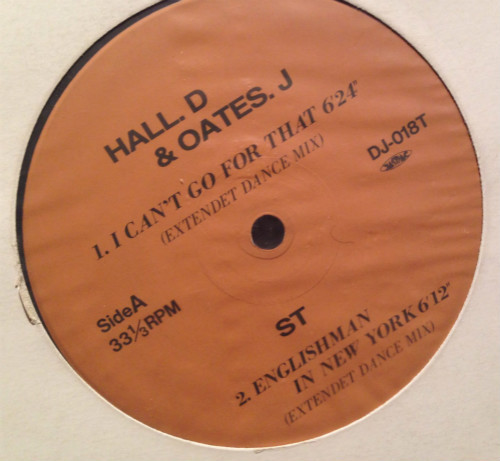 HALL. D
& OATES. J
1. I CAN'T GO FOR THAT 6'24"
(EXTENDET DANCE MIX)
DJ-018T
Side A
33⅓RPM
ST
2. ENGLISHMAN
IN NEW YORK 6'12"
(EXTENDET DANCE MIX)